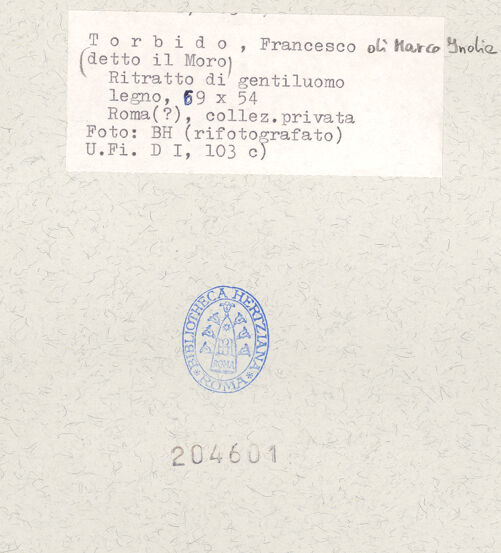 T o r b i d o , Francesco di Marco India
(detto il Moro)
Ritratto di gentiluomo
legno, 69 x 54
Roma(?), collez.privata
Foto: BH (rifotografato)
U.Fi. D I, 103 c)
BIBLIOTHECA HERTZIANA
ROMA
ROMA
204601